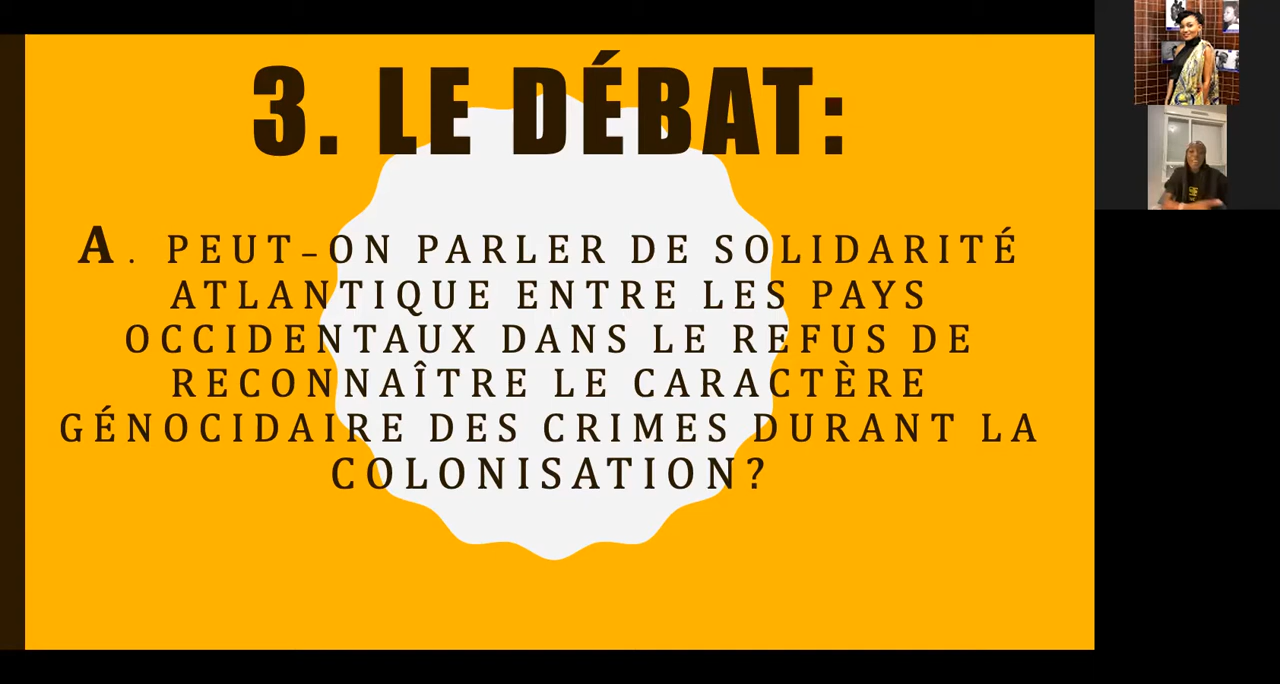 3. LE DÉBAT:
A. PEUT-ON PARLER DE SOLIDARITÉ
ATLANTIQUE ENTRE LES PAYS
OCCIDENTAUX DANS LE REFUS DE
RECONNAÎTRE LE CARACTÈRE
GÉNOCIDAIRE DES CRIMES DURANT LA
COLONISATION?